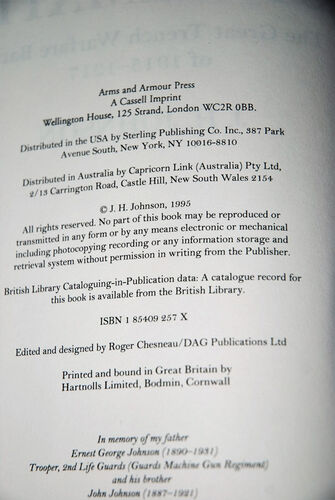 Arms and Armour Press
A Cassell Imprint
Wellington House, 125 Strand, London WC2R 0BB.
Distributed in the USA by Sterling Publishing Co. Inc., 387 Park
Avenue South, New York, NY 10016-8810
Distributed in Australia by Capricorn Link (Australia) Pty Ltd,
2/13 Carrington Road, Castle Hill, New South Wales 2154
© J. H. Johnson, 1995
All rights reserved. No part of this book may be reproduced or
transmitted in any form or by any means electronic or mechanical
including photocopying recording or any information storage and
retrieval system without permission in writing from the Publisher.
British Library Cataloguing-in-Publication data: A catalogue record for
this book is available from the British Library.
ISBN 1 85409 257 X
Edited and designed by Roger Chesneau/DAG Publications Ltd
Printed and bound in Great Britain by
Hartnolls Limited, Bodmin, Cornwall
In memory of my father
Ernest George Johnson (1890–1931)
Trooper, 2nd Life Guards (Guards Machine Gun Regiment)
and his brother
John Johnson (1887–1921)